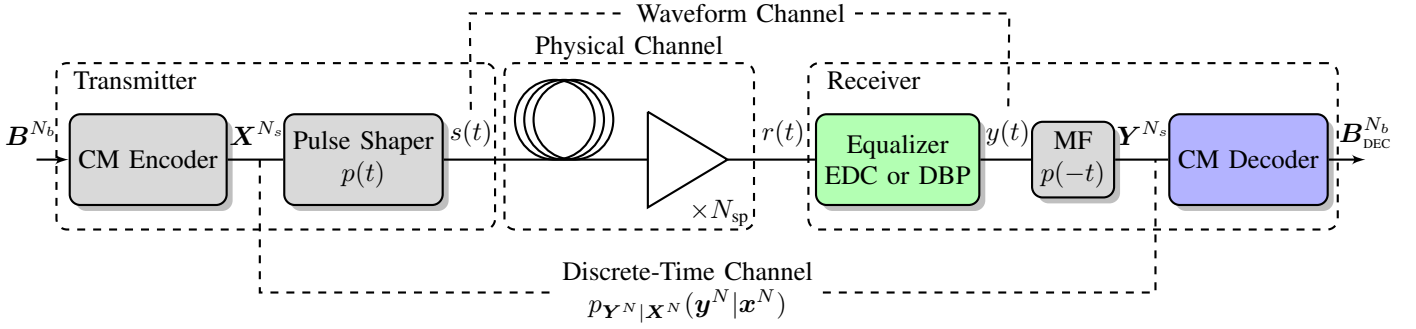 Waveform Channel
Physical Channel
Transmitter
Receiver
B^{N_b}
CM Encoder
X^{N_s}
Pulse Shaper
p(t)
s(t)
×N_{sp}
r(t)
Equalizer
EDC or DBP
y(t)
MF
p(−t)
Y^{N_s}
CM Decoder
B^{N_b}_{DEC}
Discrete-Time Channel
p_{Y^N|X^N}(y^N|x^N)